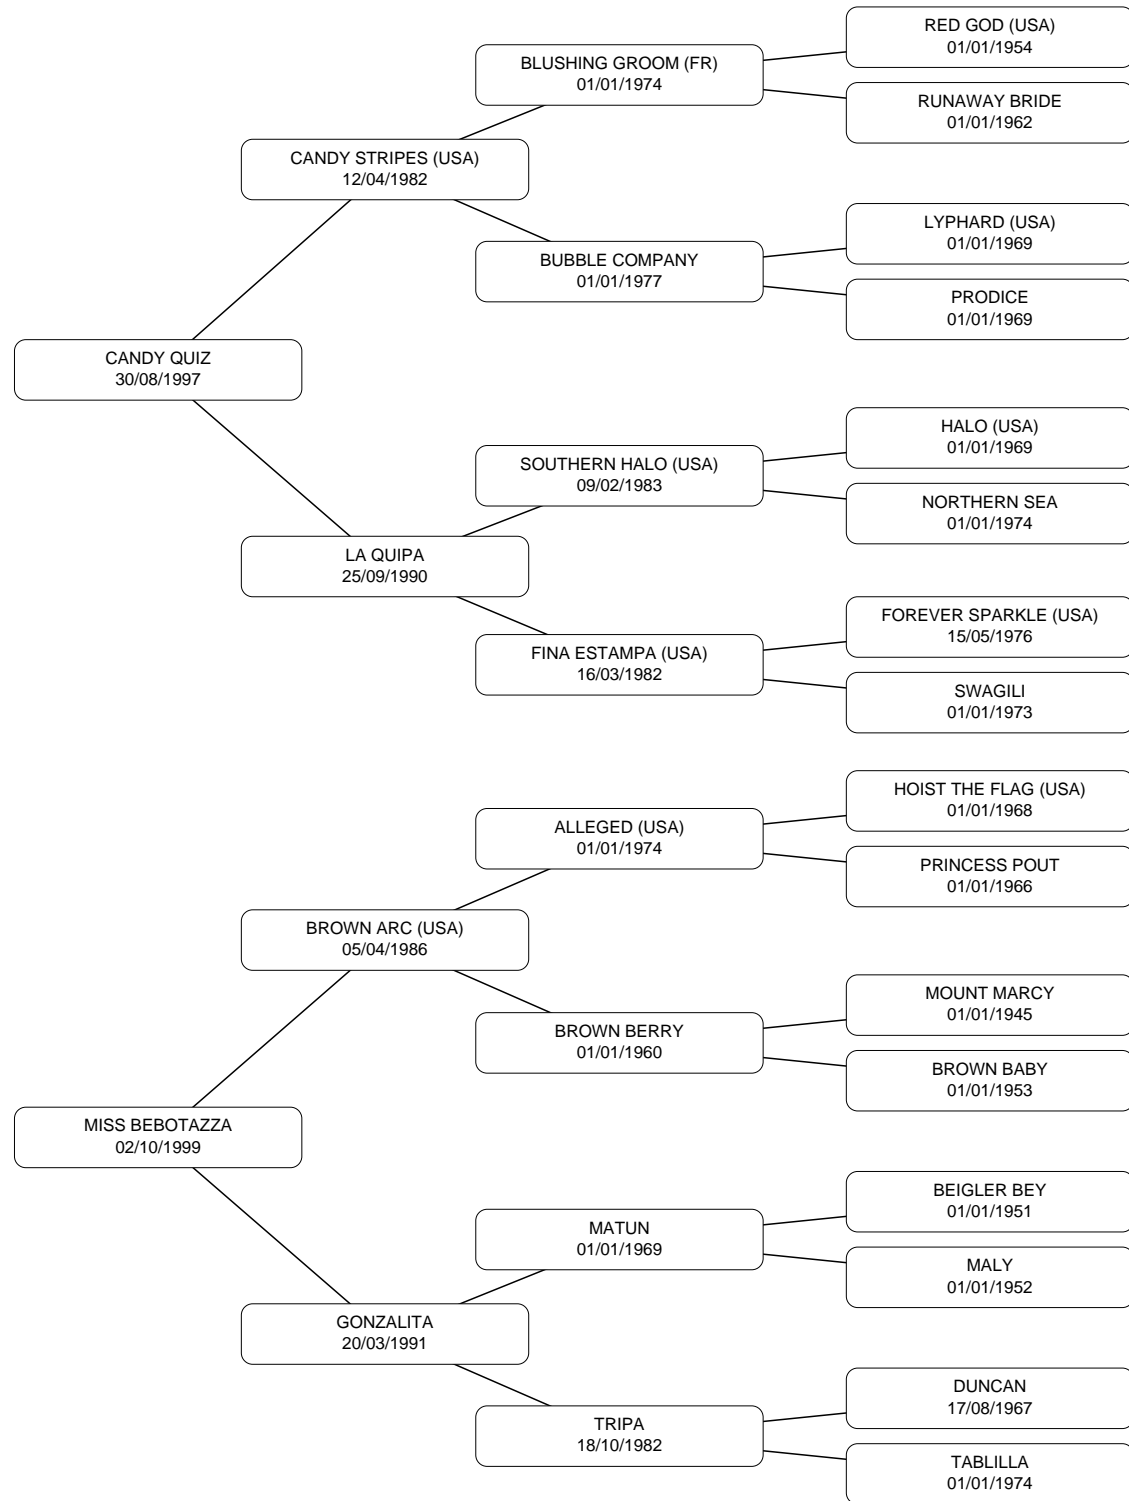 RED GOD (USA)
01/01/1954
BLUSHING GROOM (FR)
01/01/1974
RUNAWAY BRIDE
01/01/1962
CANDY STRIPES (USA)
12/04/1982
LYPHARD (USA)
01/01/1969
BUBBLE COMPANY
01/01/1977
PRODICE
01/01/1969
CANDY QUIZ
30/08/1997
HALO (USA)
01/01/1969
SOUTHERN HALO (USA)
09/02/1983
NORTHERN SEA
01/01/1974
LA QUIPA
25/09/1990
FOREVER SPARKLE (USA)
15/05/1976
FINA ESTAMPA (USA)
16/03/1982
SWAGILI
01/01/1973
HOIST THE FLAG (USA)
01/01/1968
ALLEGED (USA)
01/01/1974
PRINCESS POUT
01/01/1966
BROWN ARC (USA)
05/04/1986
MOUNT MARCY
01/01/1945
BROWN BERRY
01/01/1960
BROWN BABY
01/01/1953
MISS BEBOTAZZA
02/10/1999
BEIGLER BEY
01/01/1951
MATUN
01/01/1969
MALY
01/01/1952
GONZALITA
20/03/1991
DUNCAN
17/08/1967
TRIPA
18/10/1982
TABLILLA
01/01/1974